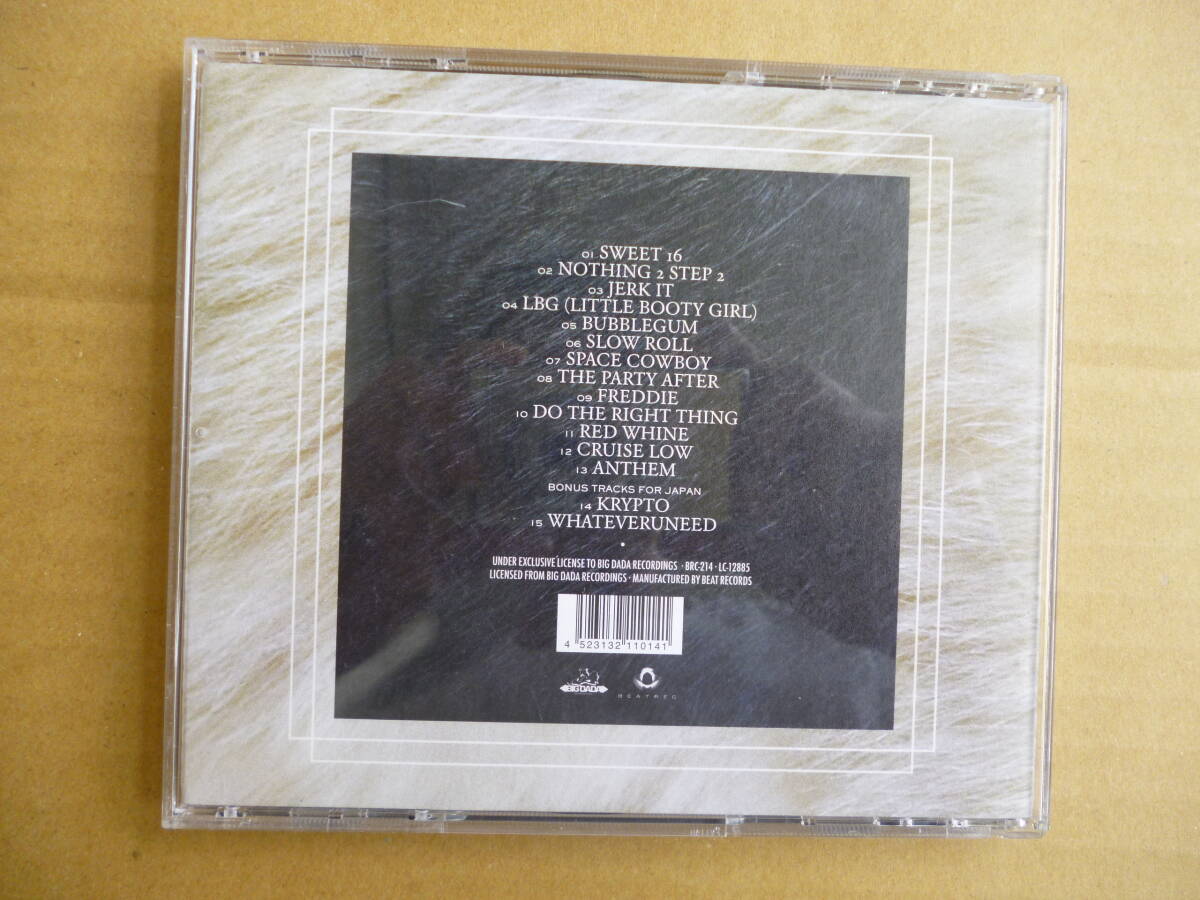 01 SWEET 16
02 NOTHING 2 STEP 2
03 JERK IT
04 LBG (LITTLE BOOTY GIRL)
05 BUBBLEGUM
06 SLOW ROLL
07 SPACE COWBOY
08 THE PARTY AFTER
09 FREDDIE
10 DO THE RIGHT THING
11 RED WHINE
12 CRUISE LOW
13 ANTHEM
BONUS TRACKS FOR JAPAN
14 KRYPTO
15 WHATEVERUNEED
UNDER EXCLUSIVE LICENSE TO BIG DADA RECORDINGS · BRC-214 · LC-12885
LICENSED FROM BIG DADA RECORDINGS · MANUFACTURED BY BEAT RECORDS
4 523132 110141
BIG DADA
BEATREC